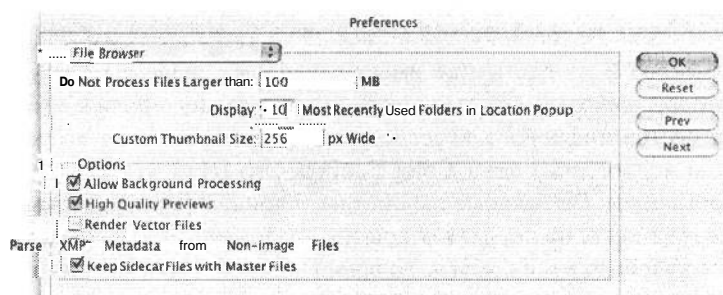 Preferences
File Browser
OK
Do Not Process Files Larger than: 100 MB
Reset
Display: 10 Most Recently Used Folders in Location Popup
Prev
Custom Thumbnail Size: 256 px Wide
Next
Options
Allow Background Processing
High Quality Previews
Render Vector Files
Parse XMP Metadata from Non-image Files
Keep Sidecar Files with Master Files